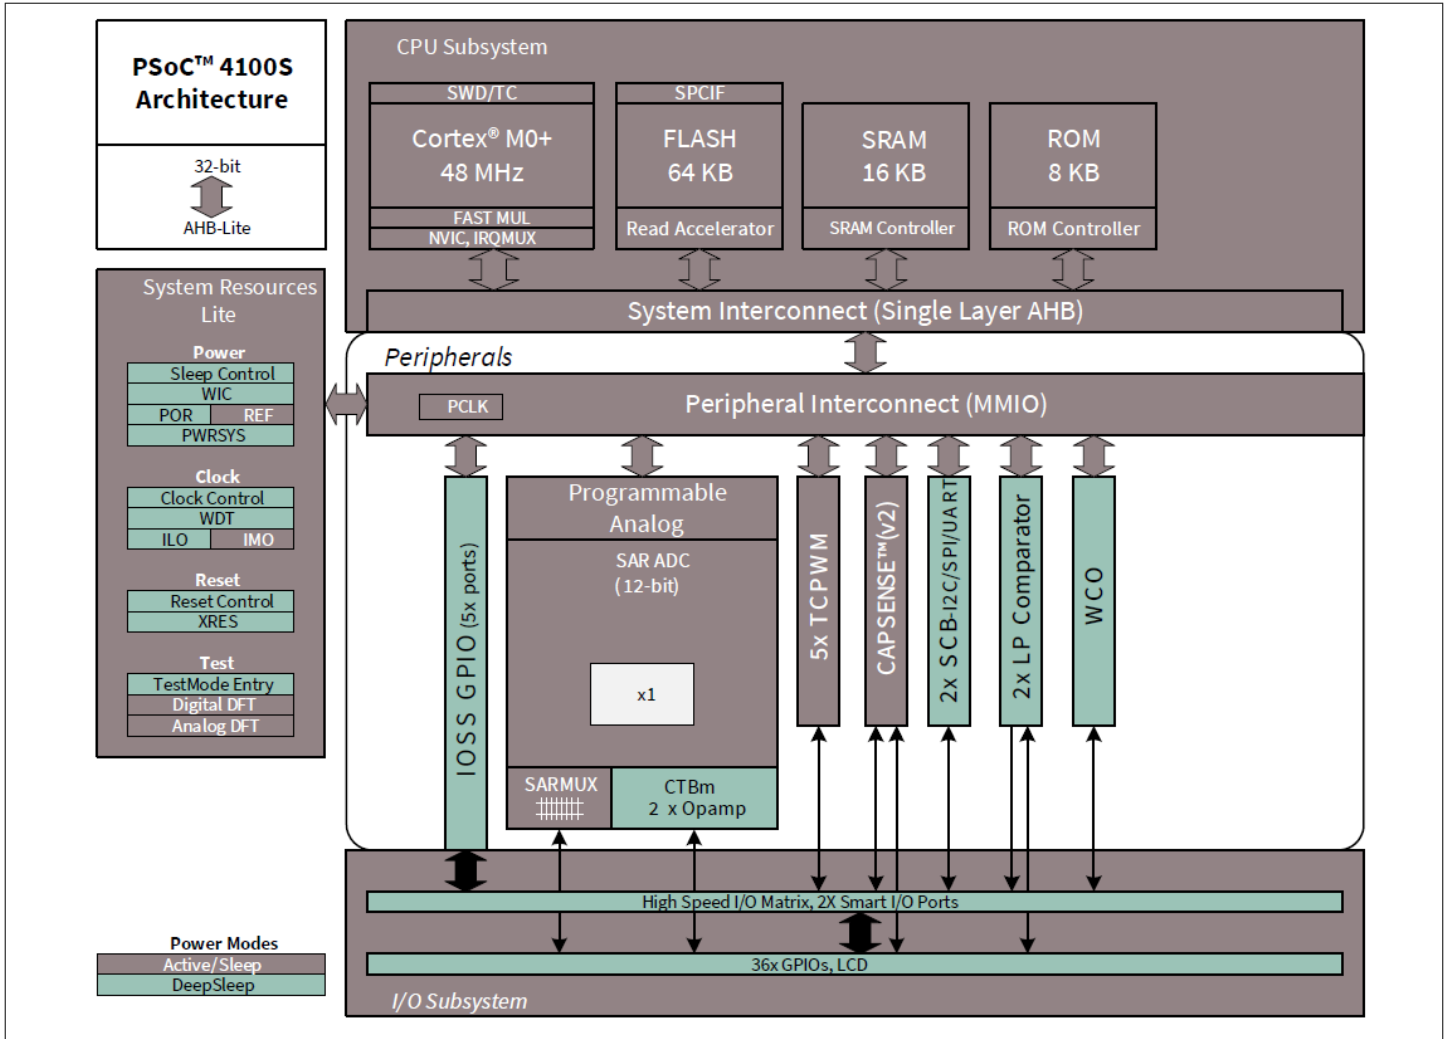 PSoC™ 4100S
Architecture
32-bit
AHB-Lite
CPU Subsystem
SWD/TC
Cortex® M0+
48 MHz
FAST MUL
NVIC, IRQMUX
SPCIF
FLASH
64 KB
Read Accelerator
SRAM
16 KB
SRAM Controller
ROM
8 KB
ROM Controller
System Interconnect (Single Layer AHB)
System Resources
Lite
Power
Sleep Control
WIC
POR
REF
PWRSYS
Clock
Clock Control
WDT
ILO
IMO
Reset
Reset Control
XRES
Test
TestMode Entry
Digital DFT
Analog DFT
Peripherals
PCLK
Peripheral Interconnect (MMIO)
IOSS GPIO (5x ports)
Programmable
Analog
SAR ADC
(12-bit)
x1
SARMUX
CTBm
2 x Opamp
5x TCPWM
CAPSENSE™(v2)
2x SCB-I2C/SPI/UART
2x LP Comparator
WCO
High Speed I/O Matrix, 2X Smart I/O Ports
36x GPIOs, LCD
I/O Subsystem
Power Modes
Active/Sleep
DeepSleep